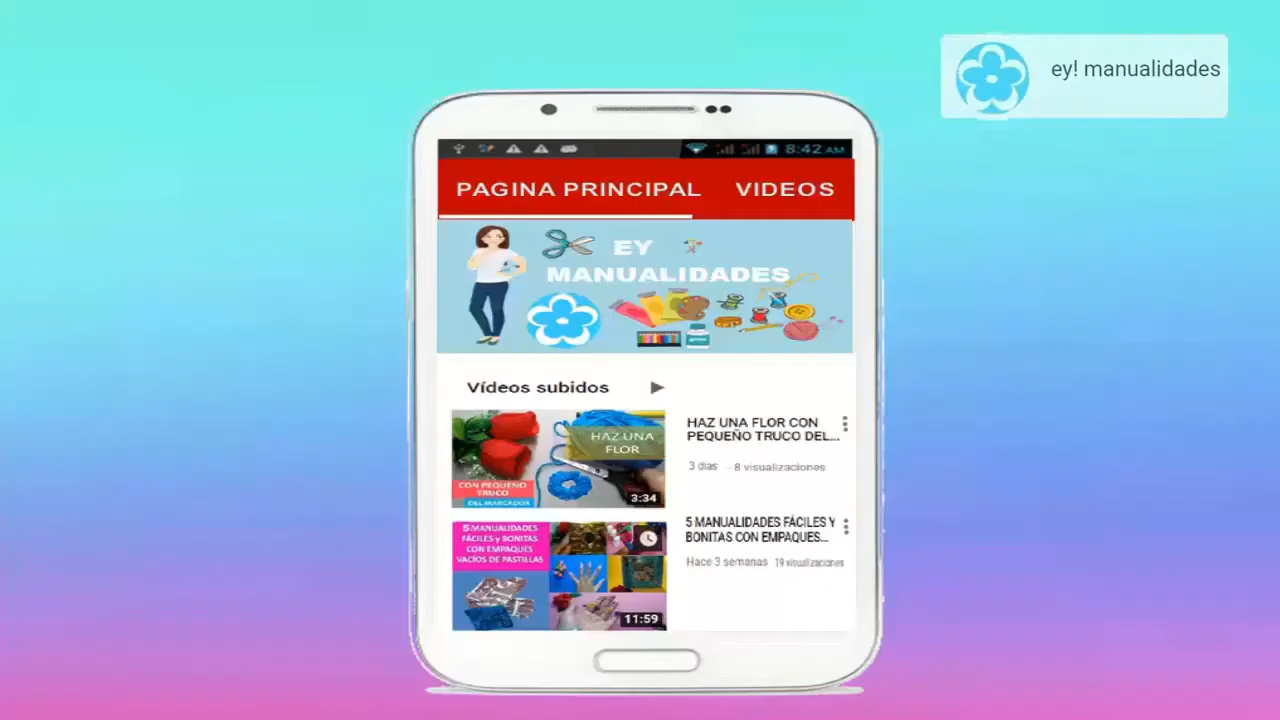 ey! manualidades
8:42 AM
PAGINA PRINCIPAL
VIDEOS
EY
MANUALIDADES
Vídeos subidos
HAZ UNA
FLOR
CON PEQUEÑO
TRUCO
DEL MARCADOR
3:34
HAZ UNA FLOR CON
PEQUEÑO TRUCO DEL...
3 dias - 8 visualizaciones
5 MANUALIDADES
FÁCILES y BONITAS
CON EMPAQUES
VACÍOS DE PASTILLAS
11:59
5 MANUALIDADES FÁCILES Y
BONITAS CON EMPAQUES...
Hace 3 semanas 19 visualizaciones